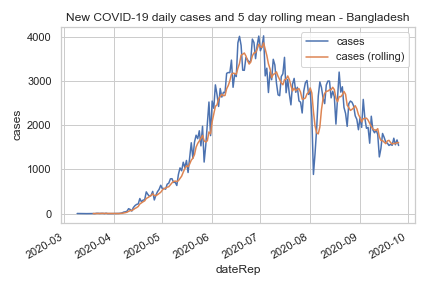 New COVID-19 daily cases and 5 day rolling mean - Bangladesh
cases
cases (rolling)
4000
3000
2000
1000
0
cases
2020-03
2020-04
2020-05
2020-06
2020-07
2020-08
2020-09
2020-10
dateRep